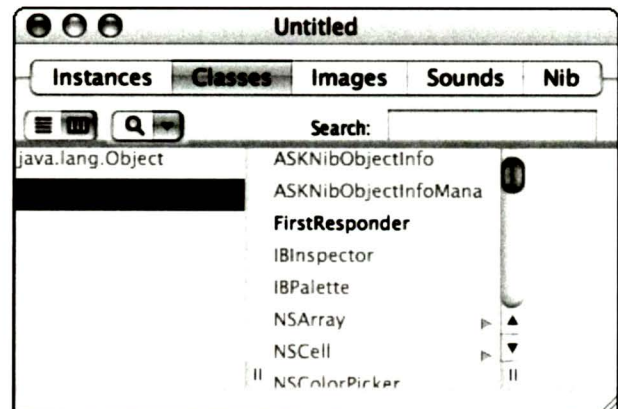 Untitled
Instances Classes Images Sounds Nib
Search:
java.lang.Object
ASKNibObjectInfo
ASKNibObjectInfoMana
FirstResponder
IBInspector
IBPalette
NSArray
NSCell
NSColorPicker